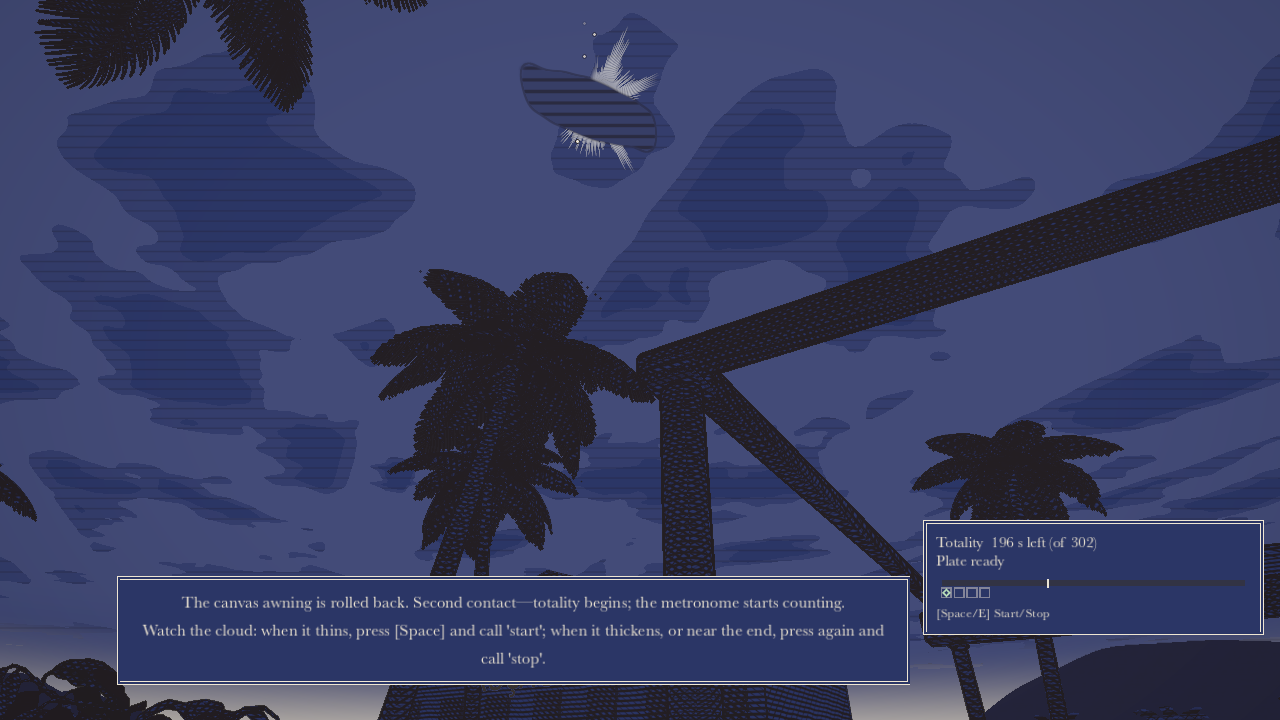 The canvas awning is rolled back. Second contact—totality begins; the metronome starts counting.
Watch the cloud: when it thins, press [Space] and call 'start'; when it thickens, or near the end, press again and
call 'stop'.
Totality 196 s left (of 302)
Plate ready
[Space/E] Start/Stop